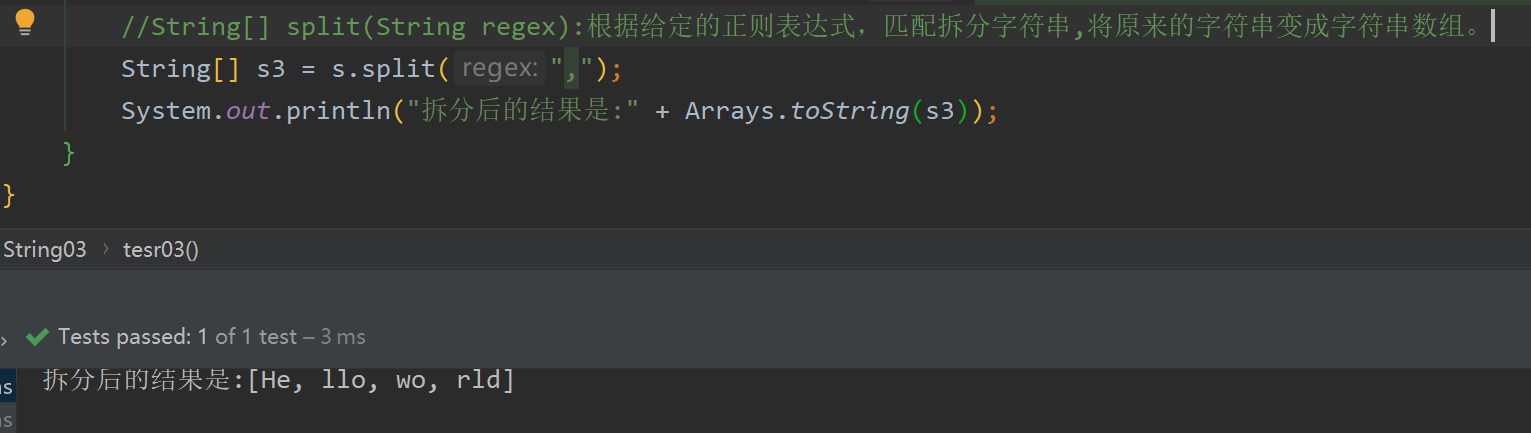 //String[] split(String regex):根据给定的正则表达式，匹配拆分字符串,将原来的字符串变成字符串数组。
String[] s3 = s.split( regex: ",");
System.out.println("拆分后的结果是:" + Arrays.toString(s3));
}
}
String03 › tesr03()
› Tests passed: 1 of 1 test – 3 ms
拆分后的结果是:[He, llo, wo, rld]
ms
ms